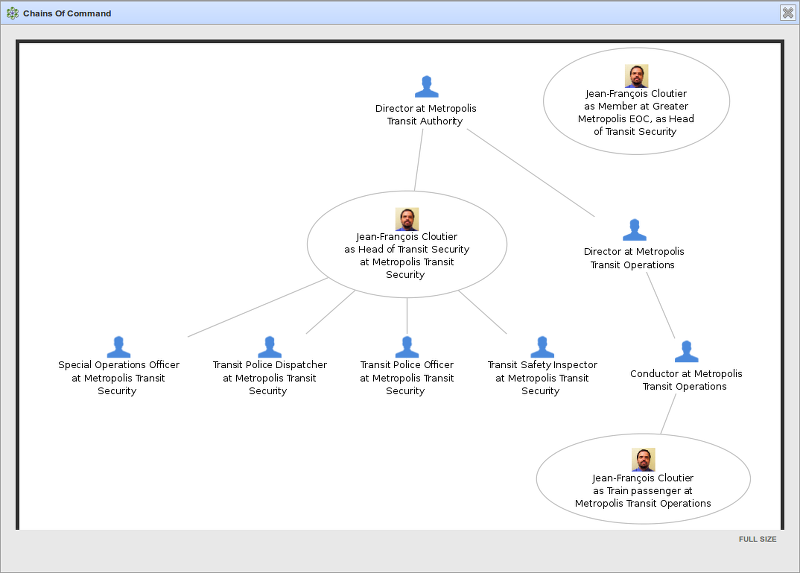 Chains Of Command
Director at Metropolis
Transit Authority
Jean-François Cloutier
as Member at Greater
Metropolis EOC, as Head
of Transit Security
Jean-François Cloutier
as Head of Transit Security
at Metropolis Transit
Security
Director at Metropolis
Transit Operations
Special Operations Officer
at Metropolis Transit
Security
Transit Police Dispatcher
at Metropolis Transit
Security
Transit Police Officer
at Metropolis Transit
Security
Transit Safety Inspector
at Metropolis Transit
Security
Conductor at Metropolis
Transit Operations
Jean-François Cloutier
as Train passenger at
Metropolis Transit Operations
FULL SIZE